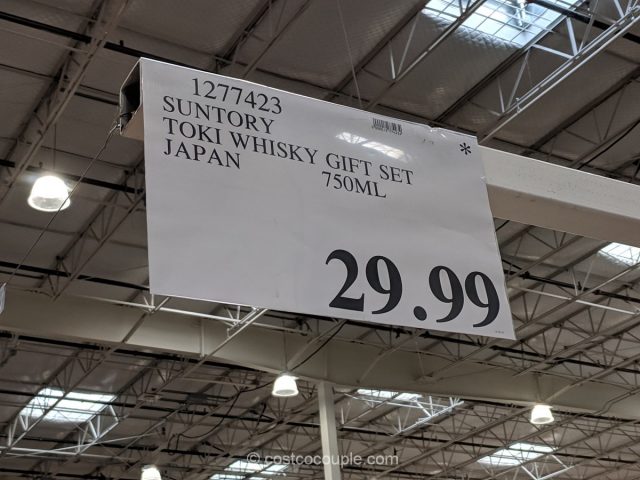 1277423
SUNTORY
TOKI WHISKY GIFT SET
JAPAN 750ML
*
29.99
© costcocouple.com